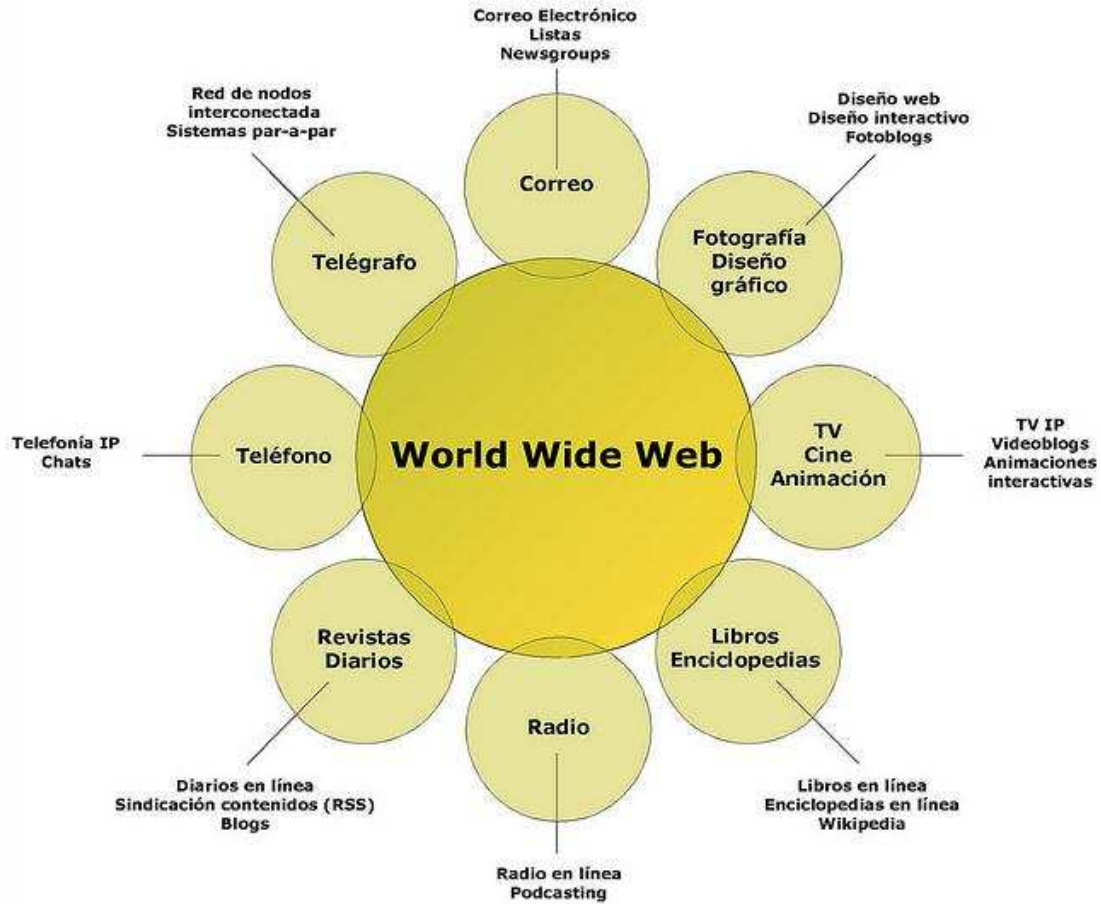 Correo Electrónico
Listas
Newsgroups
Red de nodos
interconectada
Sistemas par-a-par
Diseño web
Diseño interactivo
Fotoblogs
Correo
Telégrafo
Fotografía
Diseño
gráfico
Telefonía IP
Chats
Teléfono
World Wide Web
TV
Cine
Animación
TV IP
Videoblogs
Animaciones
interactivas
Revistas
Diarios
Libros
Enciclopedias
Radio
Diarios en línea
Sindicación contenidos (RSS)
Blogs
Libros en línea
Enciclopedias en línea
Wikipedia
Radio en línea
Podcasting